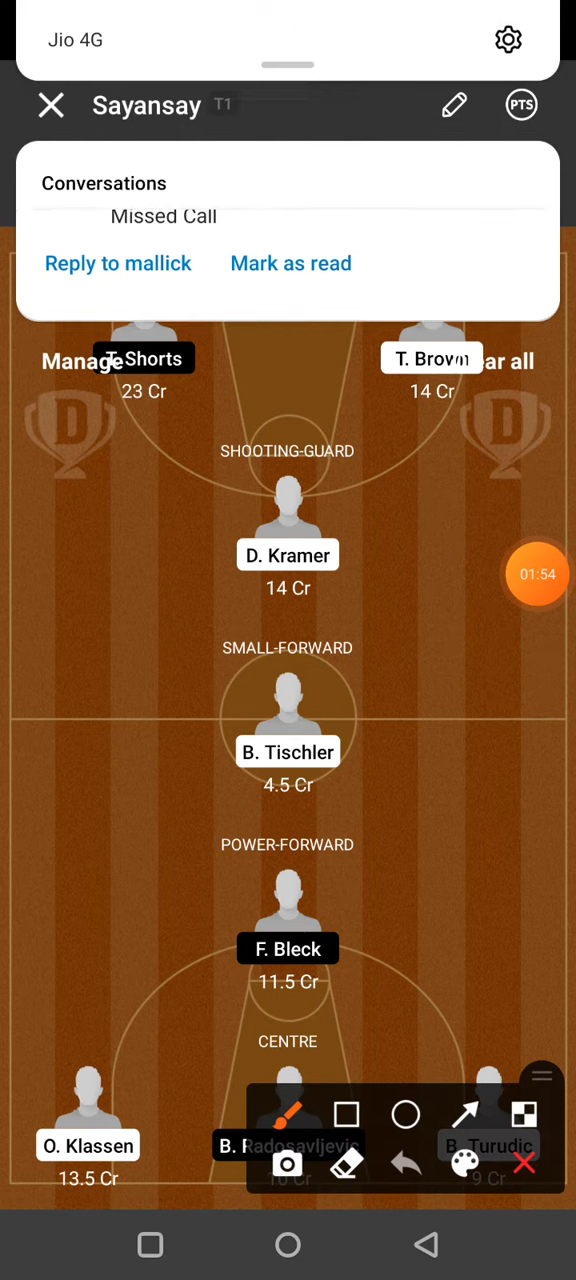 Jio 4G
Sayansay T1
PTS
Conversations
Missed Call
Reply to mallick Mark as read
Manage
T. Shorts T. Brown
23 Cr 14 Cr
SHOOTING-GUARD
D. Kramer
14 Cr
01:54
SMALL-FORWARD
B. Tischler
4.5 Cr
POWER-FORWARD
F. Bleck
11.5 Cr
CENTRE
O. Klassen B. Radosavljevic B. Turudic
13.5 Cr 10 Cr 9 Cr